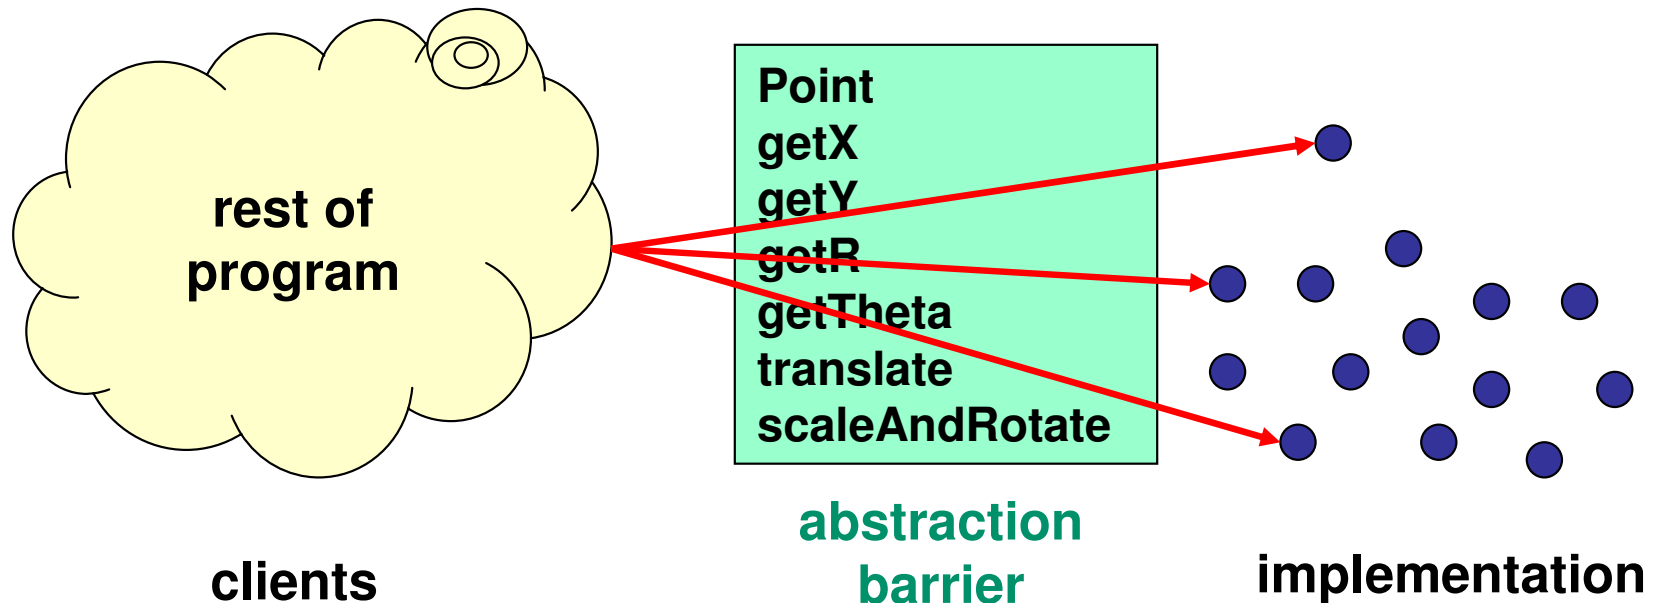 rest of
program
clients
Point
getX
getY
getR
getTheta
translate
scaleAndRotate
abstraction
barrier
implementation